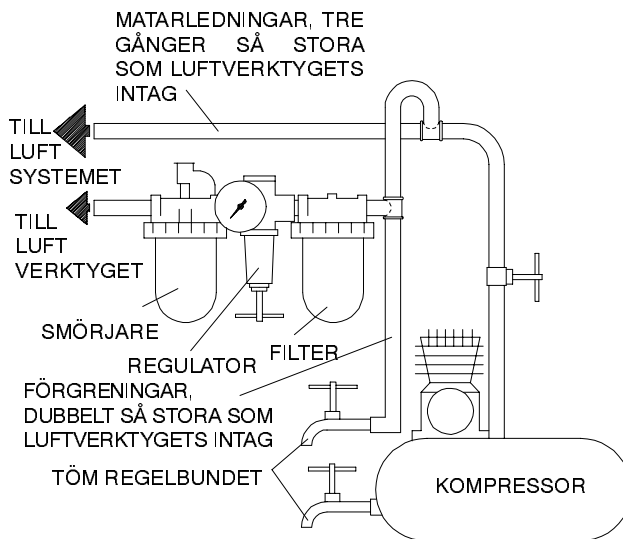 MATARLEDNINGAR, TRE
GÅNGER SÅ STORA
SOM LUFTVERKTYGETS
INTAG
TILL
LUFT
SYSTEMET
TILL
LUFT
VERKTYGET
SMÖRJARE
REGULATOR
FILTER
FÖRGRENINGAR,
DUBBELT SÅ STORA SOM
LUFTVERKTYGETS INTAG
TÖM REGELBUNDET
KOMPRESSOR